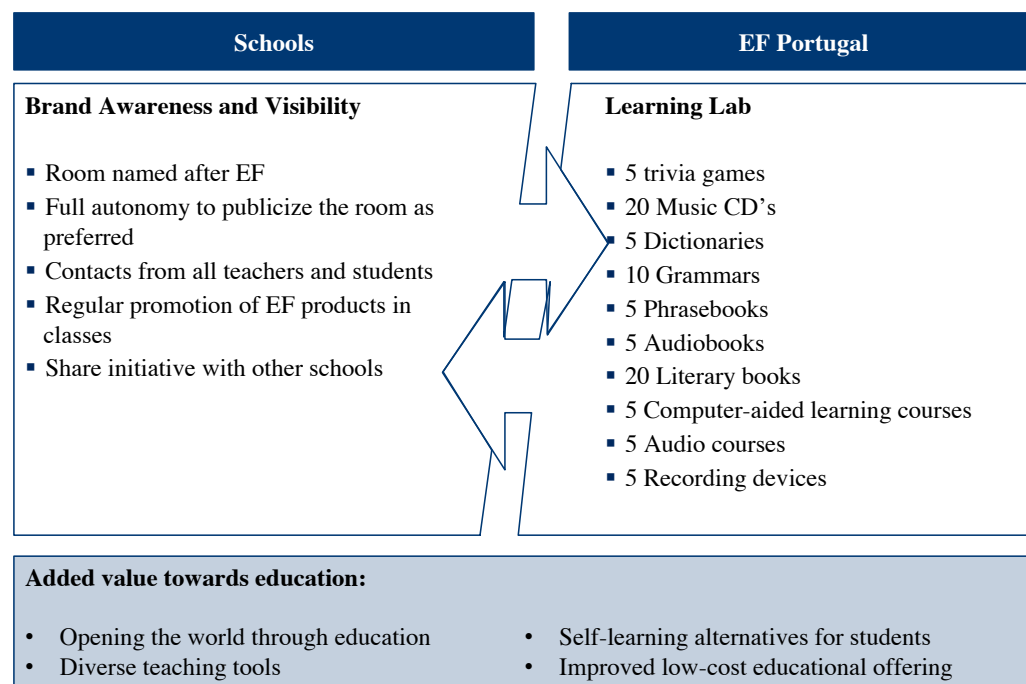 Schools
EF Portugal
Brand Awareness and Visibility
▪ Room named after EF
▪ Full autonomy to publicize the room as
preferred
▪ Contacts from all teachers and students
▪ Regular promotion of EF products in
classes
▪ Share initiative with other schools
Learning Lab
▪ 5 trivia games
▪ 20 Music CD's
▪ 5 Dictionaries
▪ 10 Grammars
▪ 5 Phrasebooks
▪ 5 Audiobooks
▪ 20 Literary books
▪ 5 Computer-aided learning courses
▪ 5 Audio courses
▪ 5 Recording devices
Added value towards education:
• Opening the world through education
• Diverse teaching tools
• Self-learning alternatives for students
• Improved low-cost educational offering